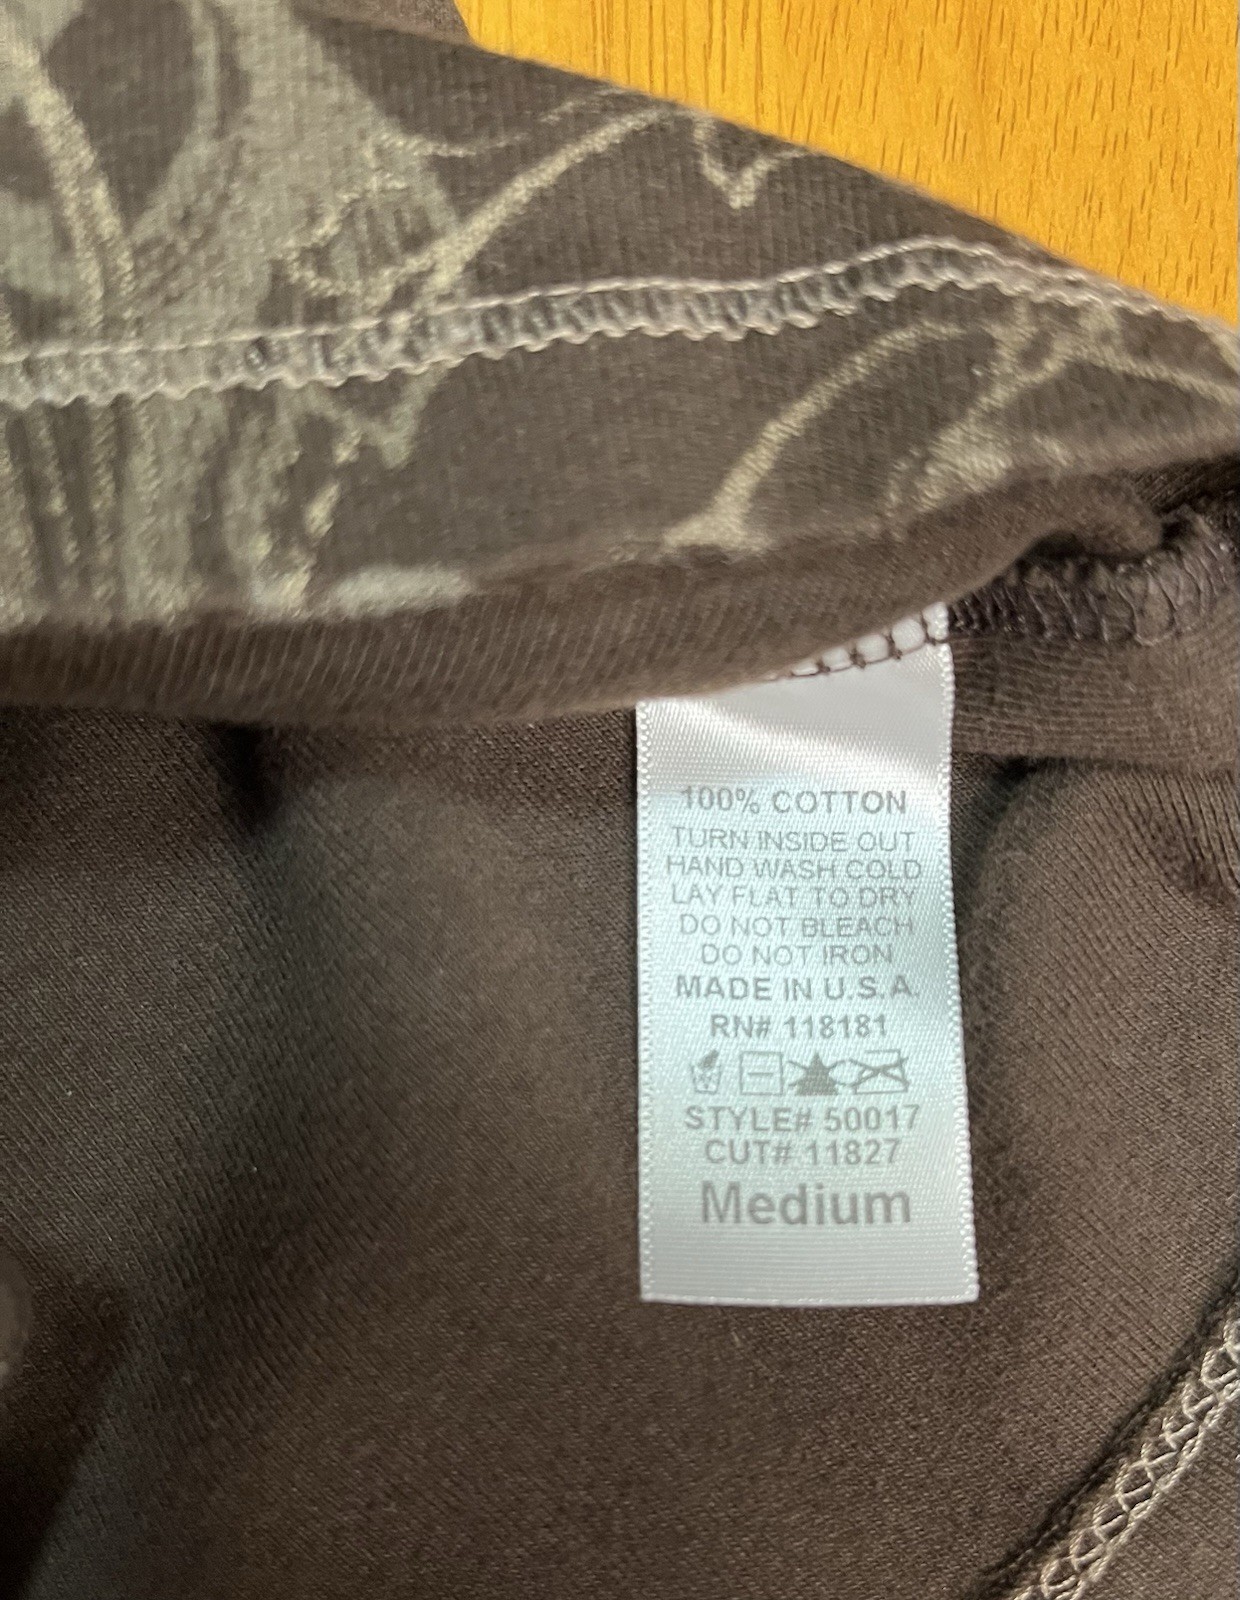 100% COTTON
TURN INSIDE OUT
HAND WASH COLD
LAY FLAT TO DRY
DO NOT BLEACH
DO NOT IRON
MADE IN U.S.A.
RN# 118181
STYLE# 50017
CUT# 11827
Medium